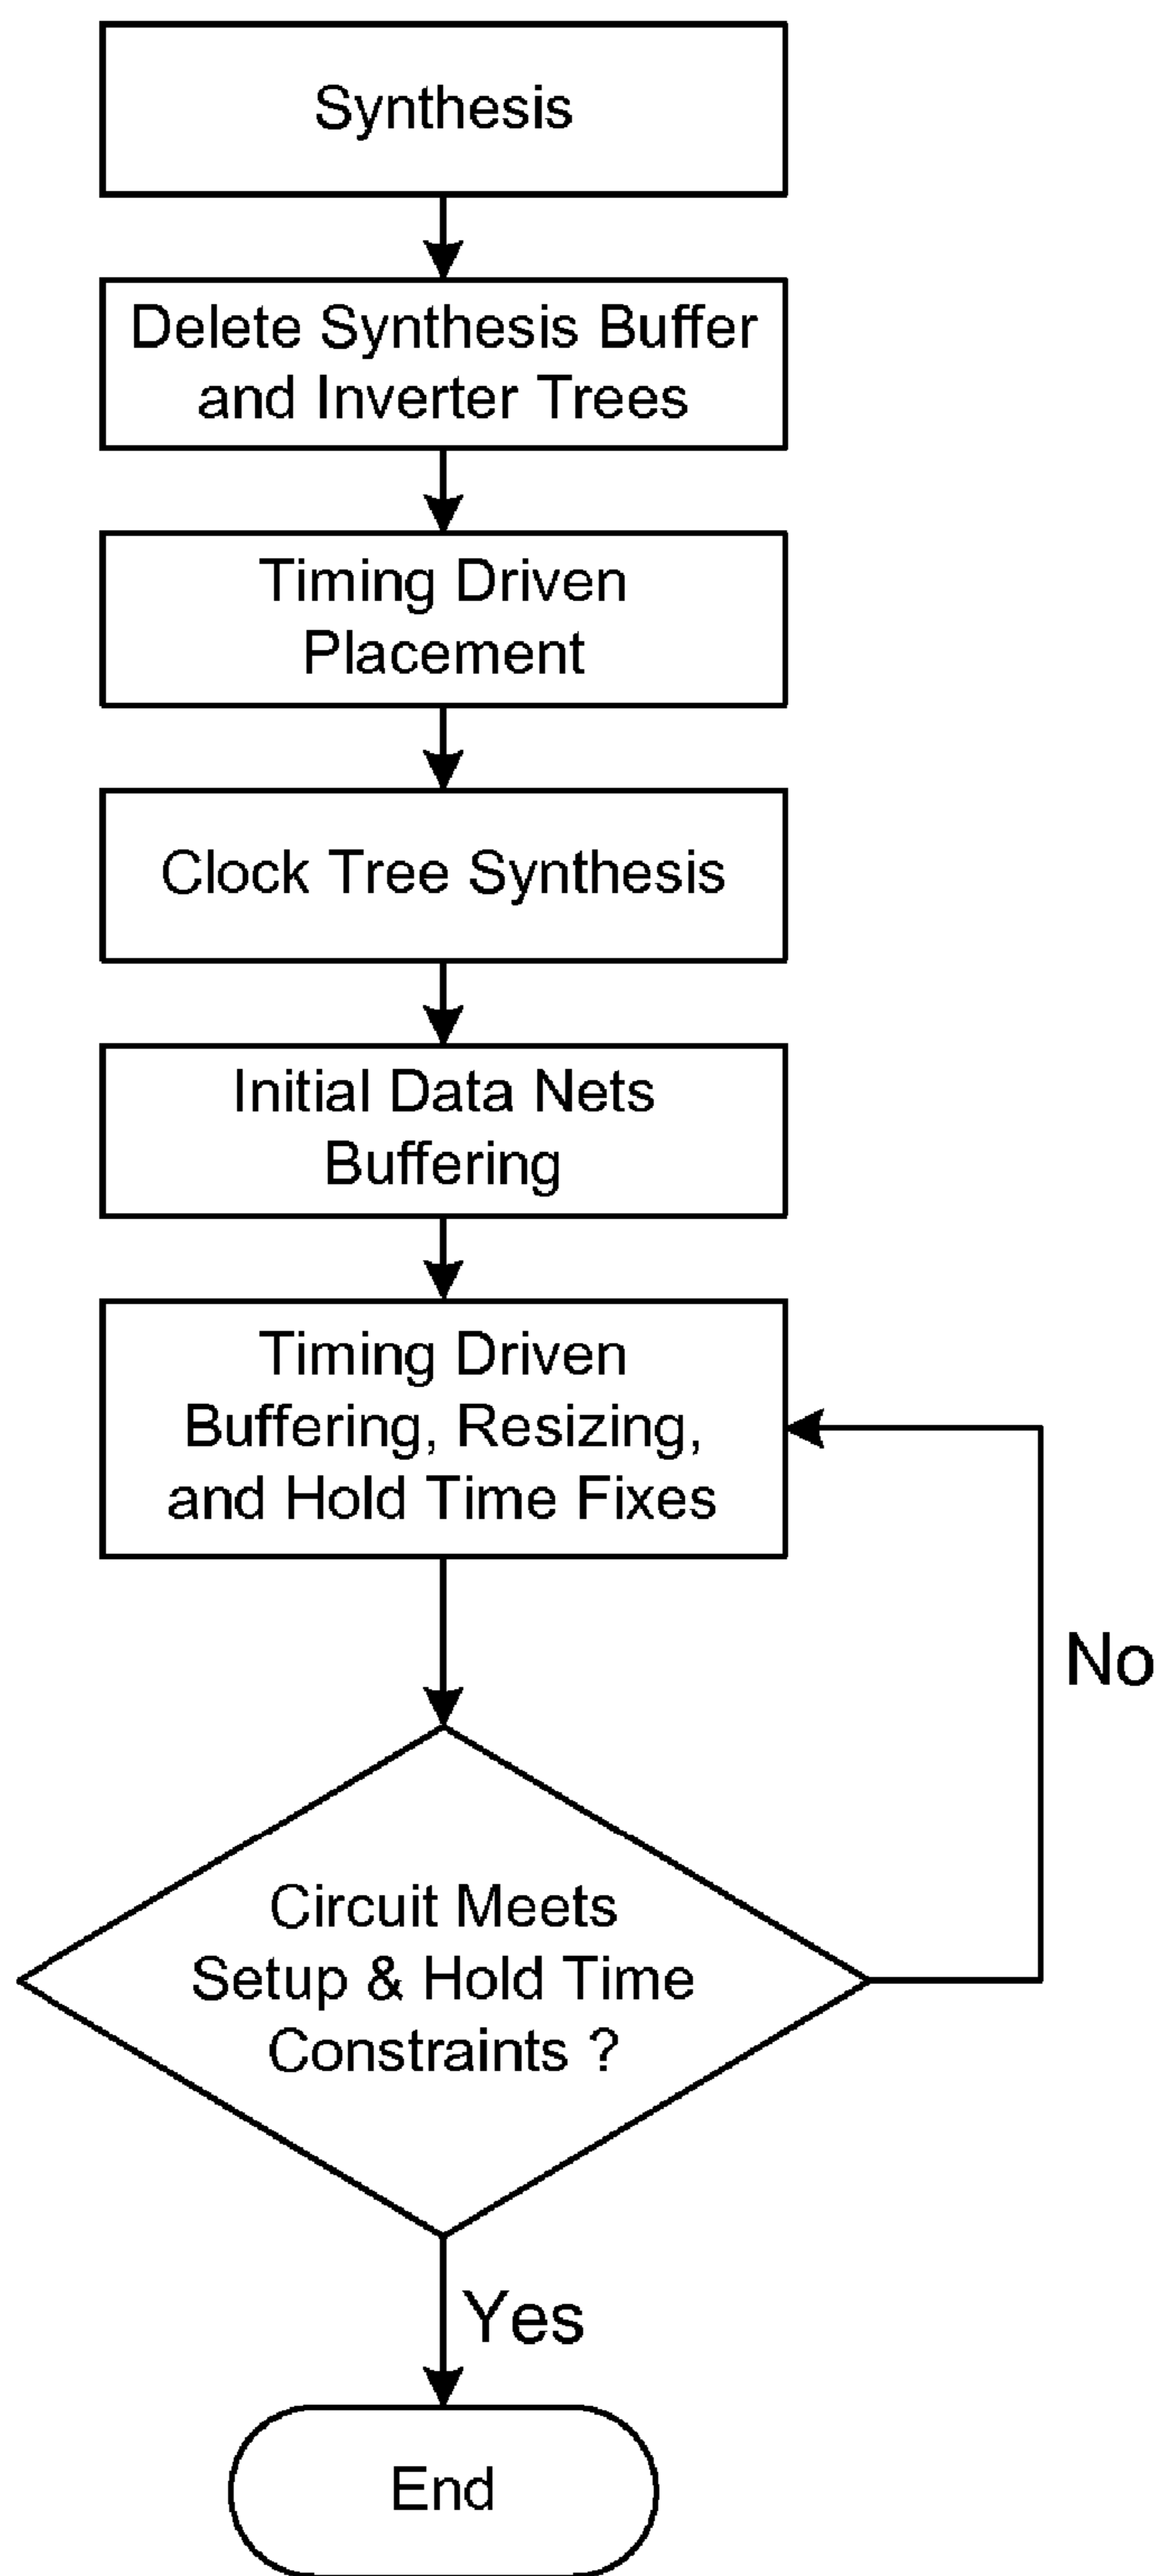 Synthesis
Delete Synthesis Buffer
and Inverter Trees
Timing Driven
Placement
Clock Tree Synthesis
Initial Data Nets
Buffering
Timing Driven
Buffering, Resizing,
and Hold Time Fixes
No
Circuit Meets
Setup & Hold Time
Constraints ?
Yes
End